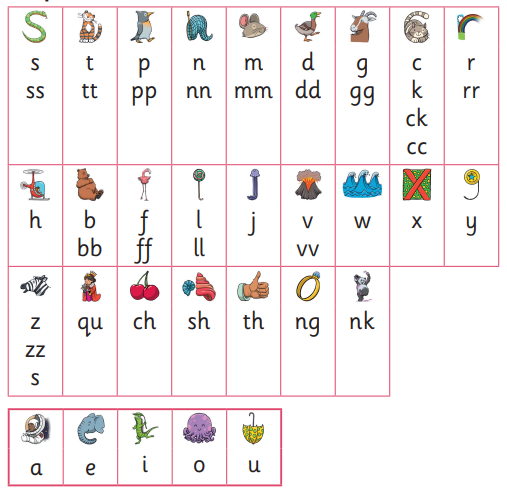 s t p n m d g c r
ss tt pp nn mm dd gg k rr
ck
cc
h b f l j v w x y
bb ff ll vv
z qu ch sh th ng nk
zz
s
a e i o u